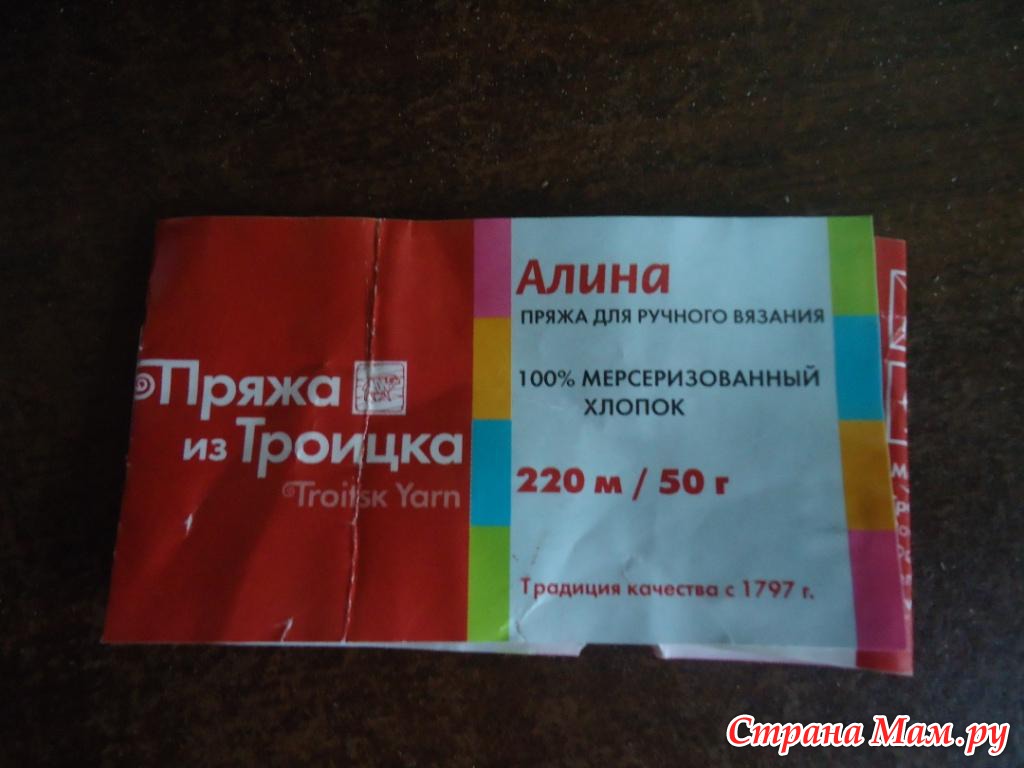 Пряжа
из Троицка
Troitsk Yarn
Алина
ПРЯЖА ДЛЯ РУЧНОГО ВЯЗАНИЯ
100% МЕРСЕРИЗОВАННЫЙ
ХЛОПОК
220 м / 50 г
Традиция качества с 1797 г.
Страна Мам.ру